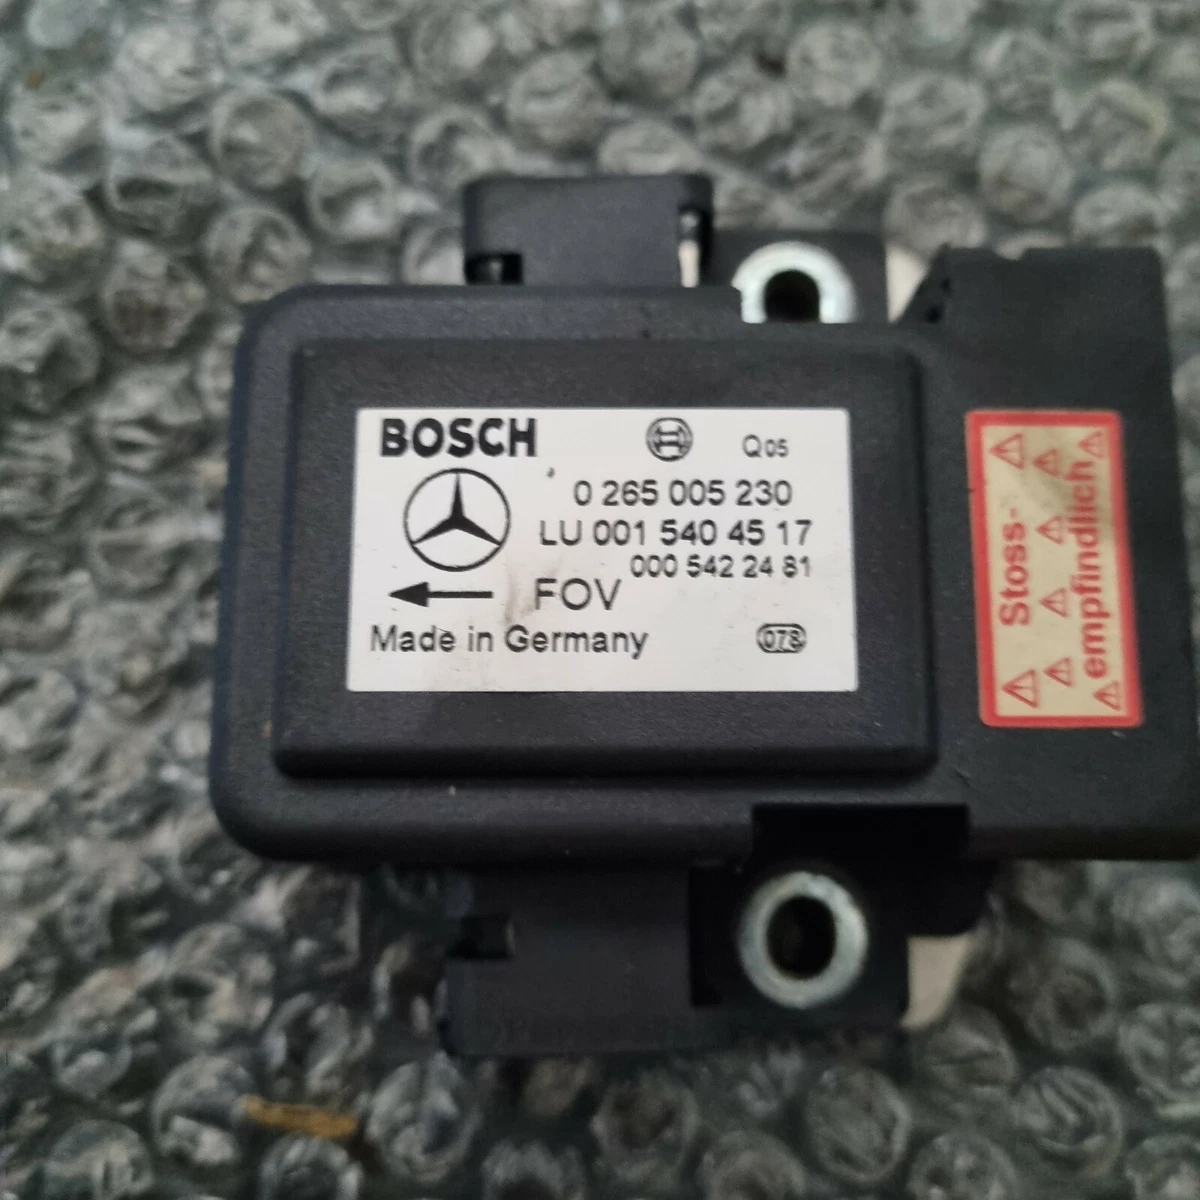 BOSCH
Q05
0 265 005 230
LU 001 540 45 17
000 542 24 81
FOV
Made in Germany
078
Stoss-
empfindlich